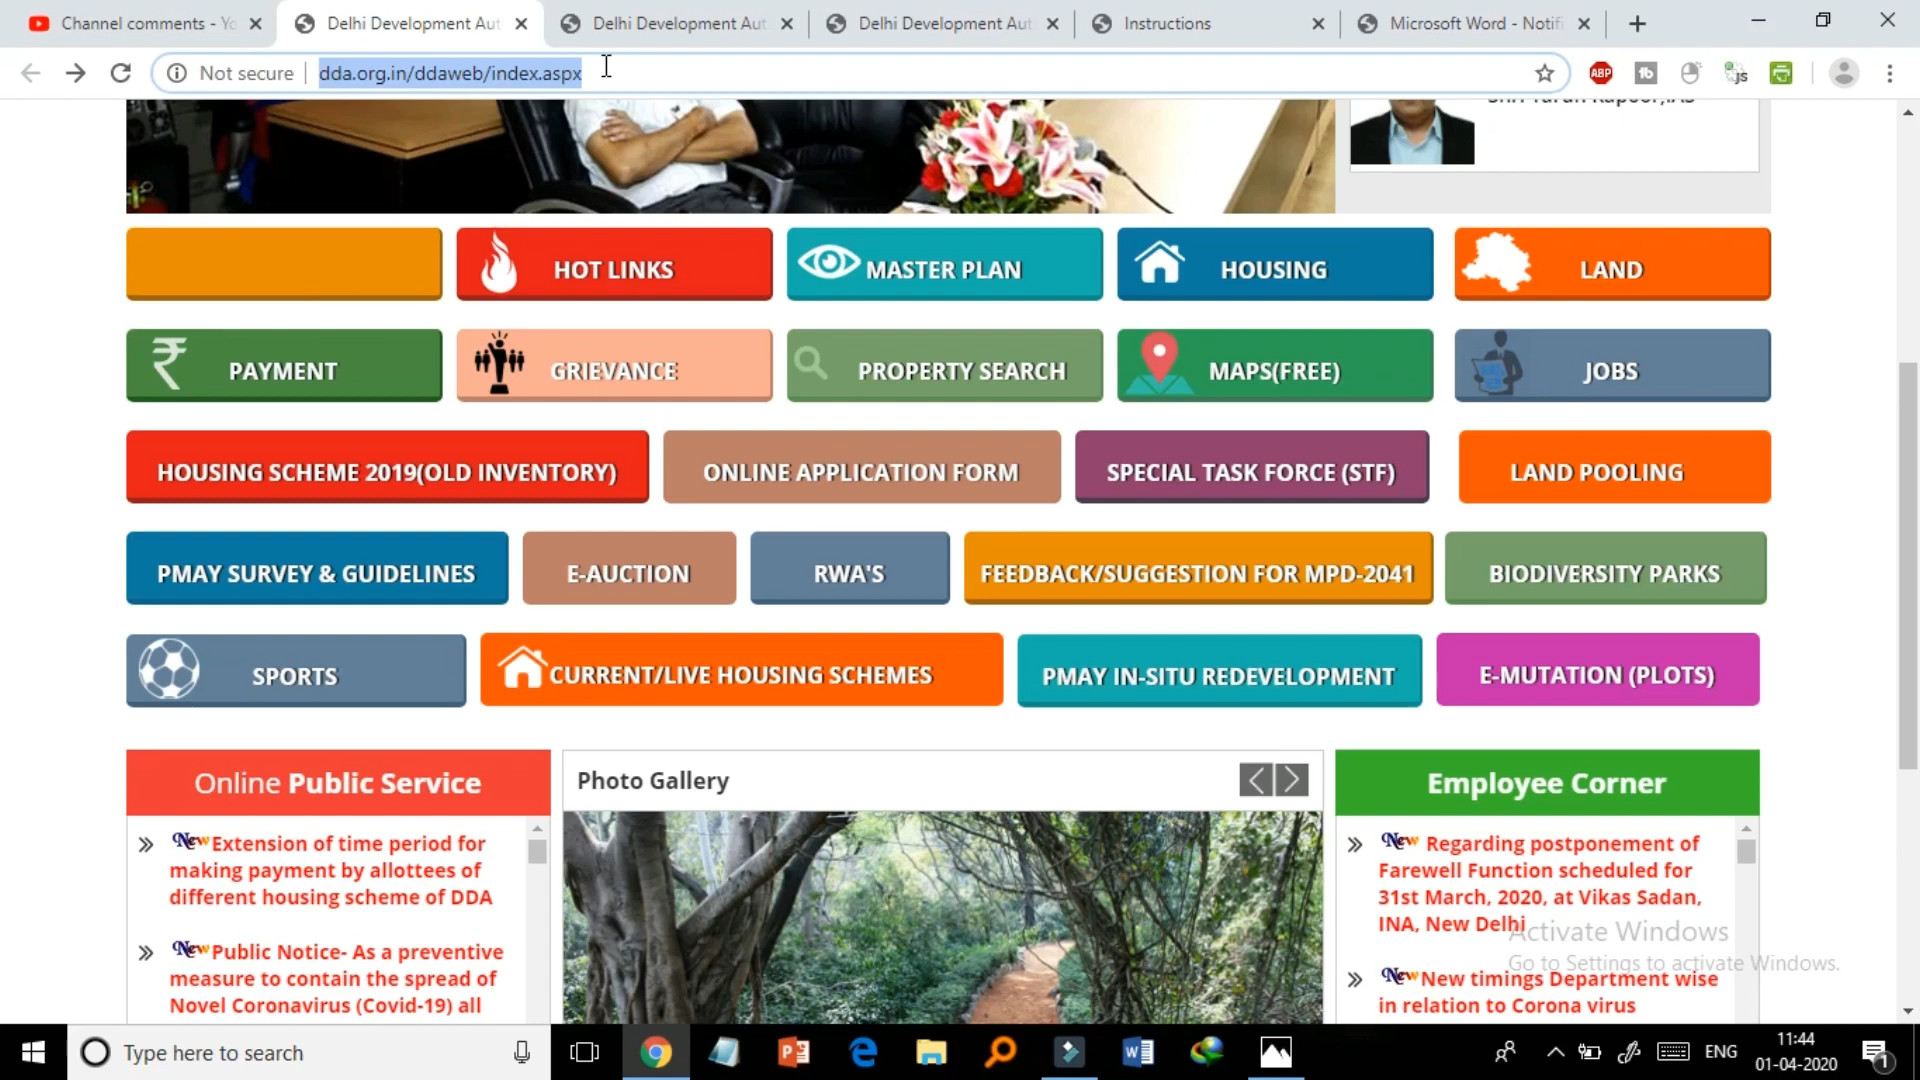 Channel comments - Yo
Delhi Development Aut
Delhi Development Aut
Delhi Development Aut
Instructions
Microsoft Word - Notifi
Not secure
dda.org.in/ddaweb/index.aspx
ABP
fb
js
HOT LINKS
MASTER PLAN
HOUSING
LAND
PAYMENT
GRIEVANCE
PROPERTY SEARCH
MAPS(FREE)
JOBS
HOUSING SCHEME 2019(OLD INVENTORY)
ONLINE APPLICATION FORM
SPECIAL TASK FORCE (STF)
LAND POOLING
PMAY SURVEY & GUIDELINES
E-AUCTION
RWA'S
FEEDBACK/SUGGESTION FOR MPD-2041
BIODIVERSITY PARKS
SPORTS
CURRENT/LIVE HOUSING SCHEMES
PMAY IN-SITU REDEVELOPMENT
E-MUTATION (PLOTS)
Online Public Service
New Extension of time period for
making payment by allottees of
different housing scheme of DDA
New Public Notice- As a preventive
measure to contain the spread of
Novel Coronavirus (Covid-19) all
Photo Gallery
Employee Corner
New Regarding postponement of
Farewell Function scheduled for
31st March, 2020, at Vikas Sadan,
INA, New Delhi
New New timings Department wise
in relation to Corona virus
Activate Windows
Go to Settings to activate Windows.
Type here to search
ENG
11:44
01-04-2020
1